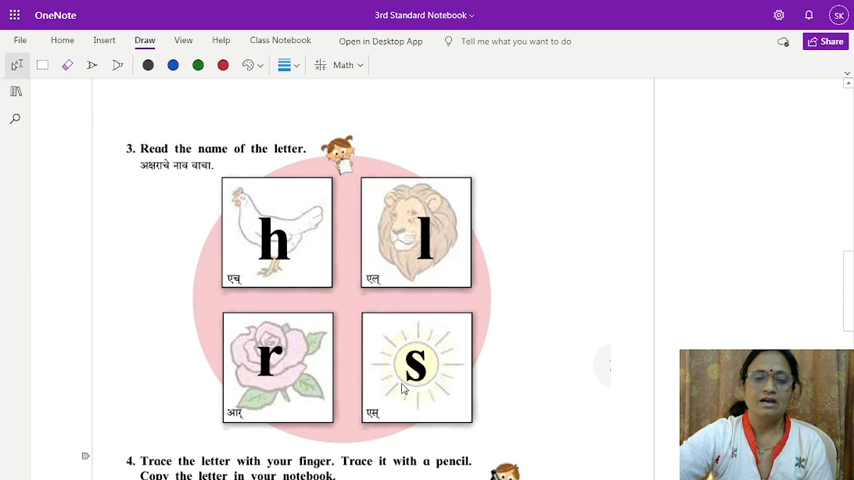 OneNote
3rd Standard Notebook
SK
File Home Insert Draw View Help Class Notebook Open in Desktop App Tell me what you want to do Share
Math
3. Read the name of the letter.
अक्षराचे नाव वाचा.
h l
एच् एल्
r s
आर् एस्
4. Trace the letter with your finger. Trace it with a pencil.
Copy the letter in your notebook.